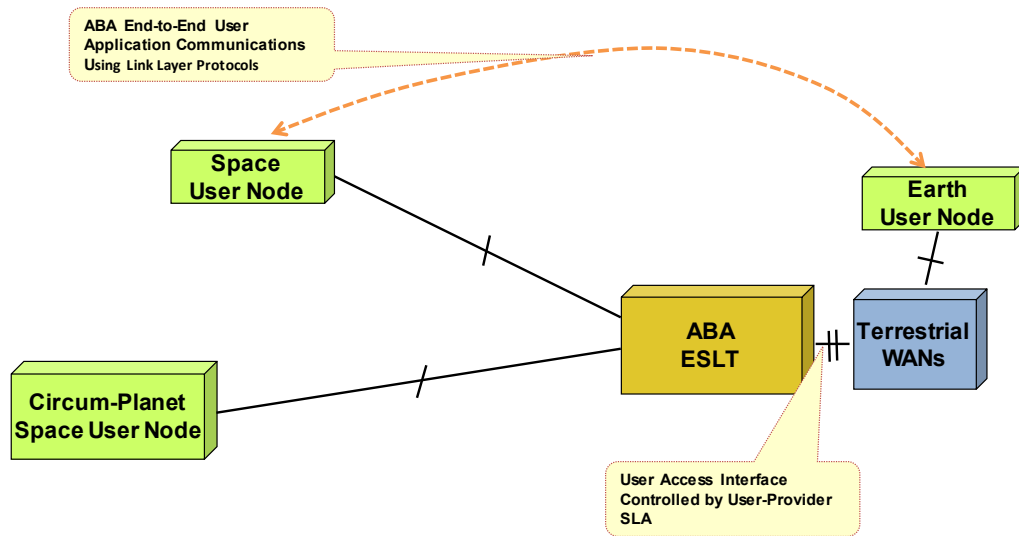 ABA End-to-End User
Application Communications
Using Link Layer Protocols
Space
User Node
Earth
User Node
ABA
ESLT
Terrestrial
WANs
Circum-Planet
Space User Node
User Access Interface
Controlled by User-Provider
SLA